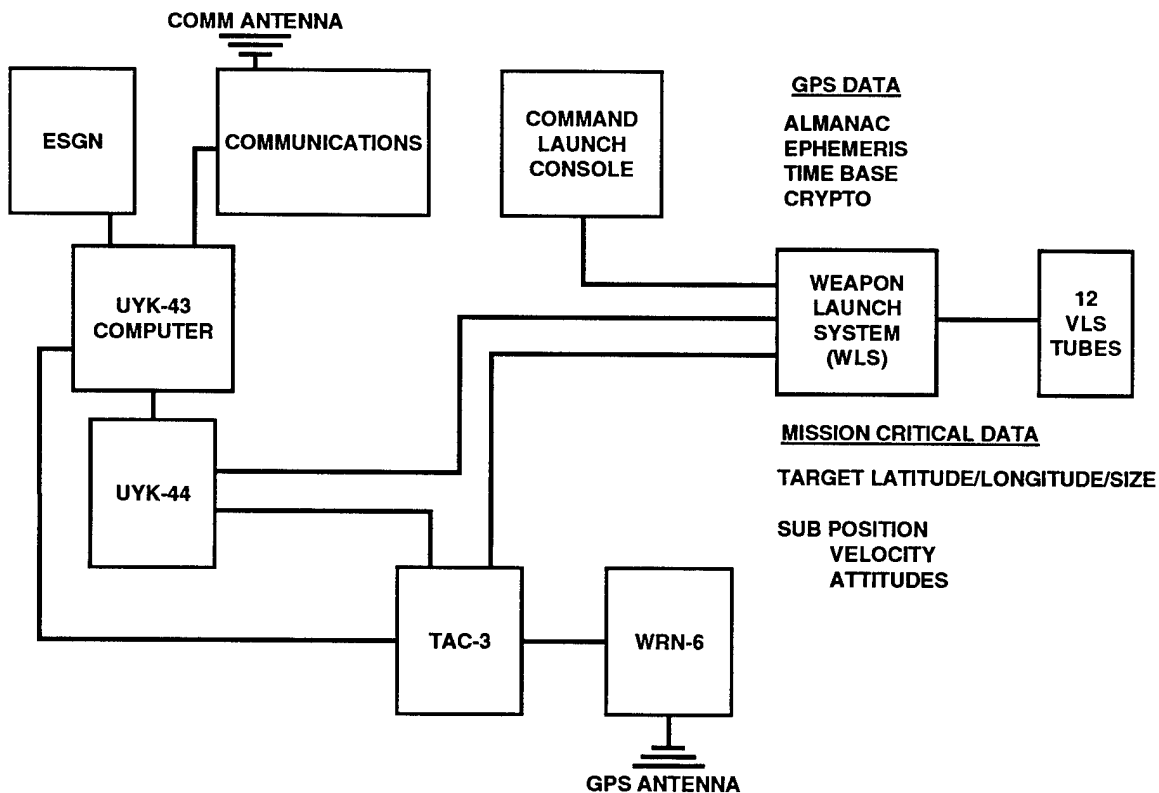 COMM ANTENNA
ESGN
COMMUNICATIONS
COMMAND
LAUNCH
CONSOLE
GPS DATA
ALMANAC
EPHEMERIS
TIME BASE
CRYPTO
UYK-43
COMPUTER
WEAPON
LAUNCH
SYSTEM
(WLS)
12
VLS
TUBES
UYK-44
MISSION CRITICAL DATA
TARGET LATITUDE/LONGITUDE/SIZE
SUB POSITION
VELOCITY
ATTITUDES
TAC-3
WRN-6
GPS ANTENNA